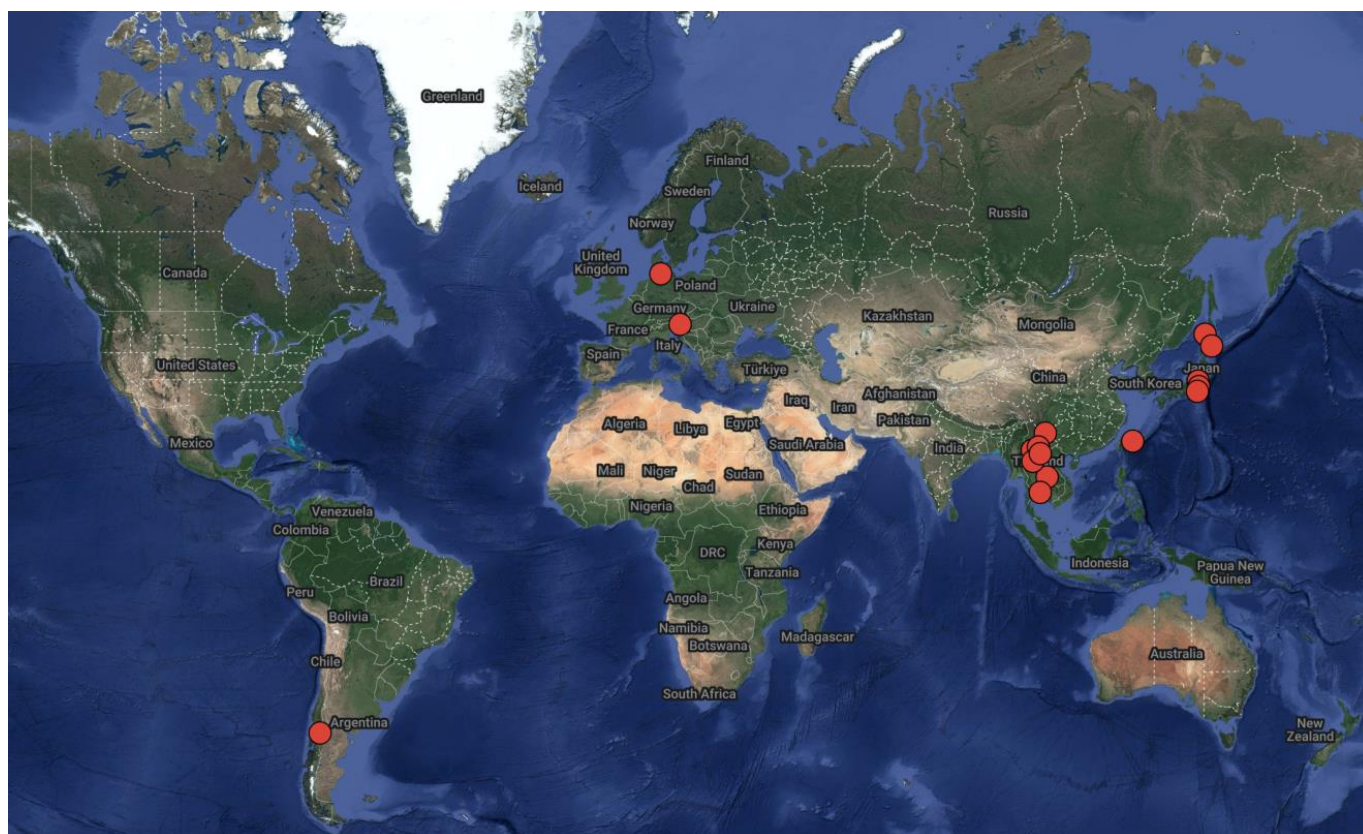 Greenland
Iceland
Finland
Sweden
Norway
Russia
United
Kingdom
Canada
Poland
Germany
Ukraine
France
Kazakhstan
Mongolia
Italy
Spain
United States
Türkiye
Japan
China
South Korea
Afghanistan
Iraq
Iran
Pakistan
Algeria
Libya
Egypt
Mexico
Saudi Arabia
India
Mali
Niger
Sudan
Chad
Venezuela
Nigeria
Ethiopia
Colombia
Kenya
DRC
Indonesia
Papua New
Guinea
Tanzania
Brazil
Peru
Angola
Bolivia
Namibia
Botswana
Madagascar
Chile
Australia
South Africa
Argentina
New
Zealand